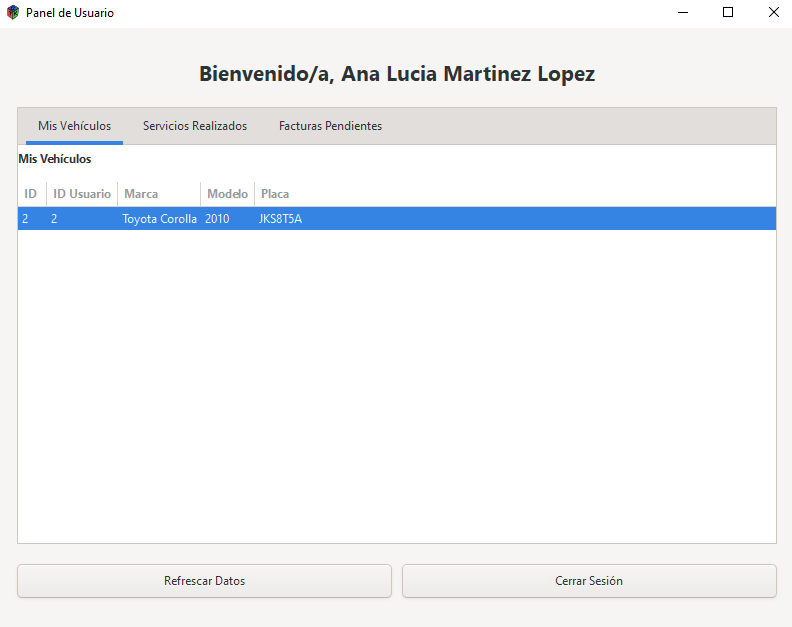 Panel de Usuario
Bienvenido/a, Ana Lucia Martinez Lopez
Mis Vehículos Servicios Realizados Facturas Pendientes
Mis Vehículos
ID ID Usuario Marca Modelo Placa
2 2 Toyota Corolla 2010 JKS8T5A
Refrescar Datos Cerrar Sesión